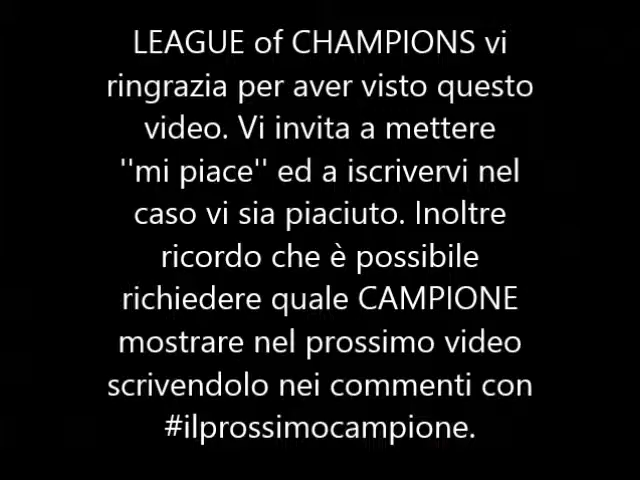 LEAGUE of CHAMPIONS vi
ringrazia per aver visto questo
video. Vi invita a mettere
''mi piace'' ed a iscrivervi nel
caso vi sia piaciuto. Inoltre
ricordo che è possibile
richiedere quale CAMPIONE
mostrare nel prossimo video
scrivendolo nei commenti con
#ilprossimocampione.